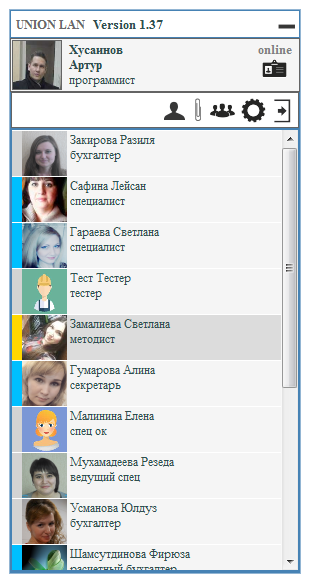 UNION LAN Version 1.37
Хусаинов
online
Артур
программист
Закирова Разиля
бухгалтер
Сафина Лейсан
специалист
Гараева Светлана
специалист
Тест Тестер
тестер
Замалиева Светлана
методист
Гумарова Алина
секретарь
Малинина Елена
спец ок
Мухамадеева Резеда
ведущий спец
Усманова Юлдуз
бухгалтер
Шамсутдинова Фирюза
расчетный бухгалтер